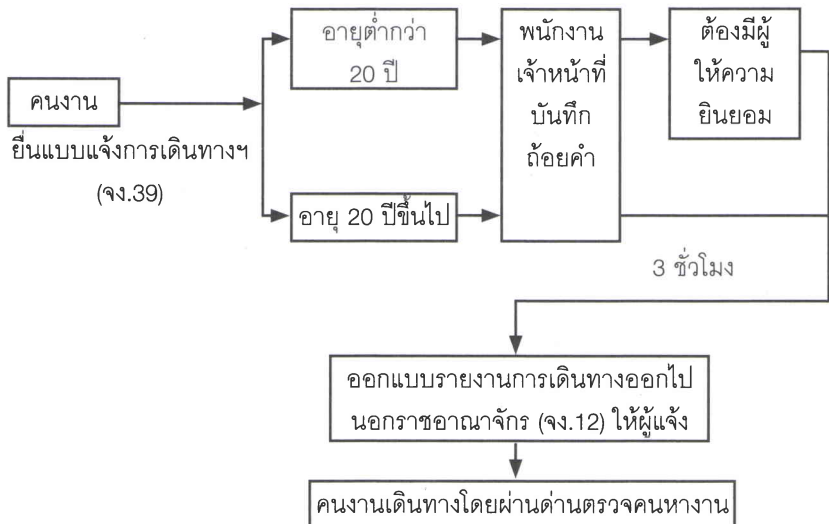 คนงาน
ยื่นแบบแจ้งการเดินทางฯ
(จง.39)
อายุต่ำกว่า
20 ปี
อายุ 20 ปีขึ้นไป
พนักงาน
เจ้าหน้าที่
บันทึก
ถ้อยคำ
ต้องมีผู้
ให้ความ
ยินยอม
3 ชั่วโมง
ออกแบบรายงานการเดินทางออกไป
นอกราชอาณาจักร (จง.12) ให้ผู้แจ้ง
คนงานเดินทางโดยผ่านด่านตรวจคนหางาน